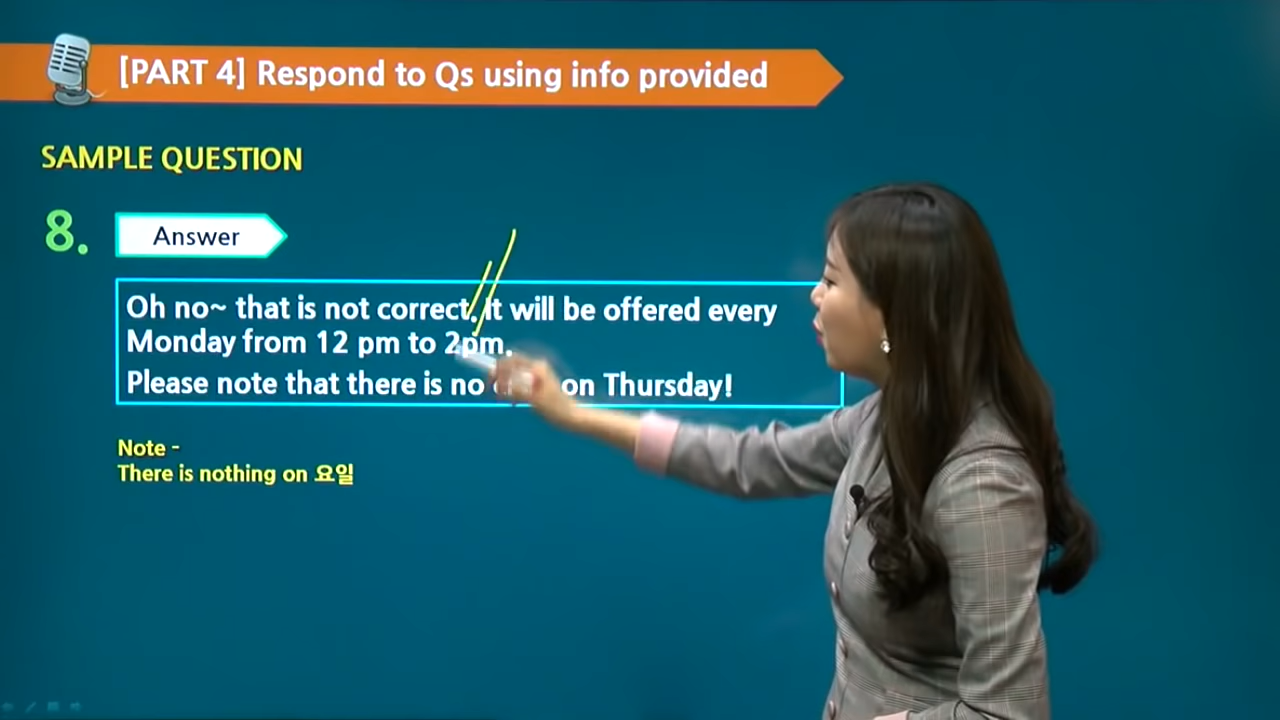 [PART 4] Respond to Qs using info provided
SAMPLE QUESTION
8.
Answer
Oh no~ that is not correct. It will be offered every
Monday from 12 pm to 2pm.
Please note that there is no on Thursday!
Note -
There is nothing on 요일